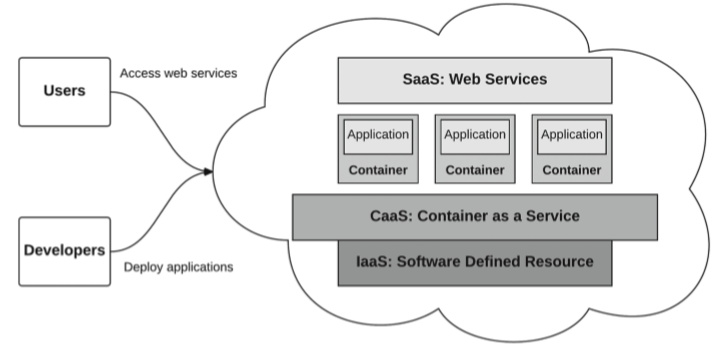 Users
Access web services
Developers
Deploy applications
SaaS: Web Services
Application
Container
Application
Container
Application
Container
CaaS: Container as a Service
IaaS: Software Defined Resource